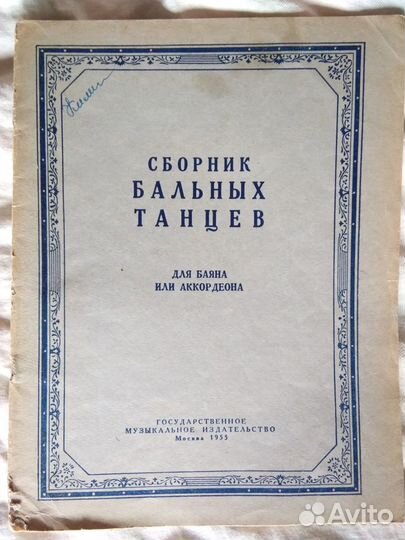 СБОРНИК
БАЛЬНЫХ
ТАНЦЕВ
ДЛЯ БАЯНА
ИЛИ АККОРДЕОНА
ГОСУДАРСТВЕННОЕ
МУЗЫКАЛЬНОЕ ИЗДАТЕЛЬСТВО
Москва 1955
Avito